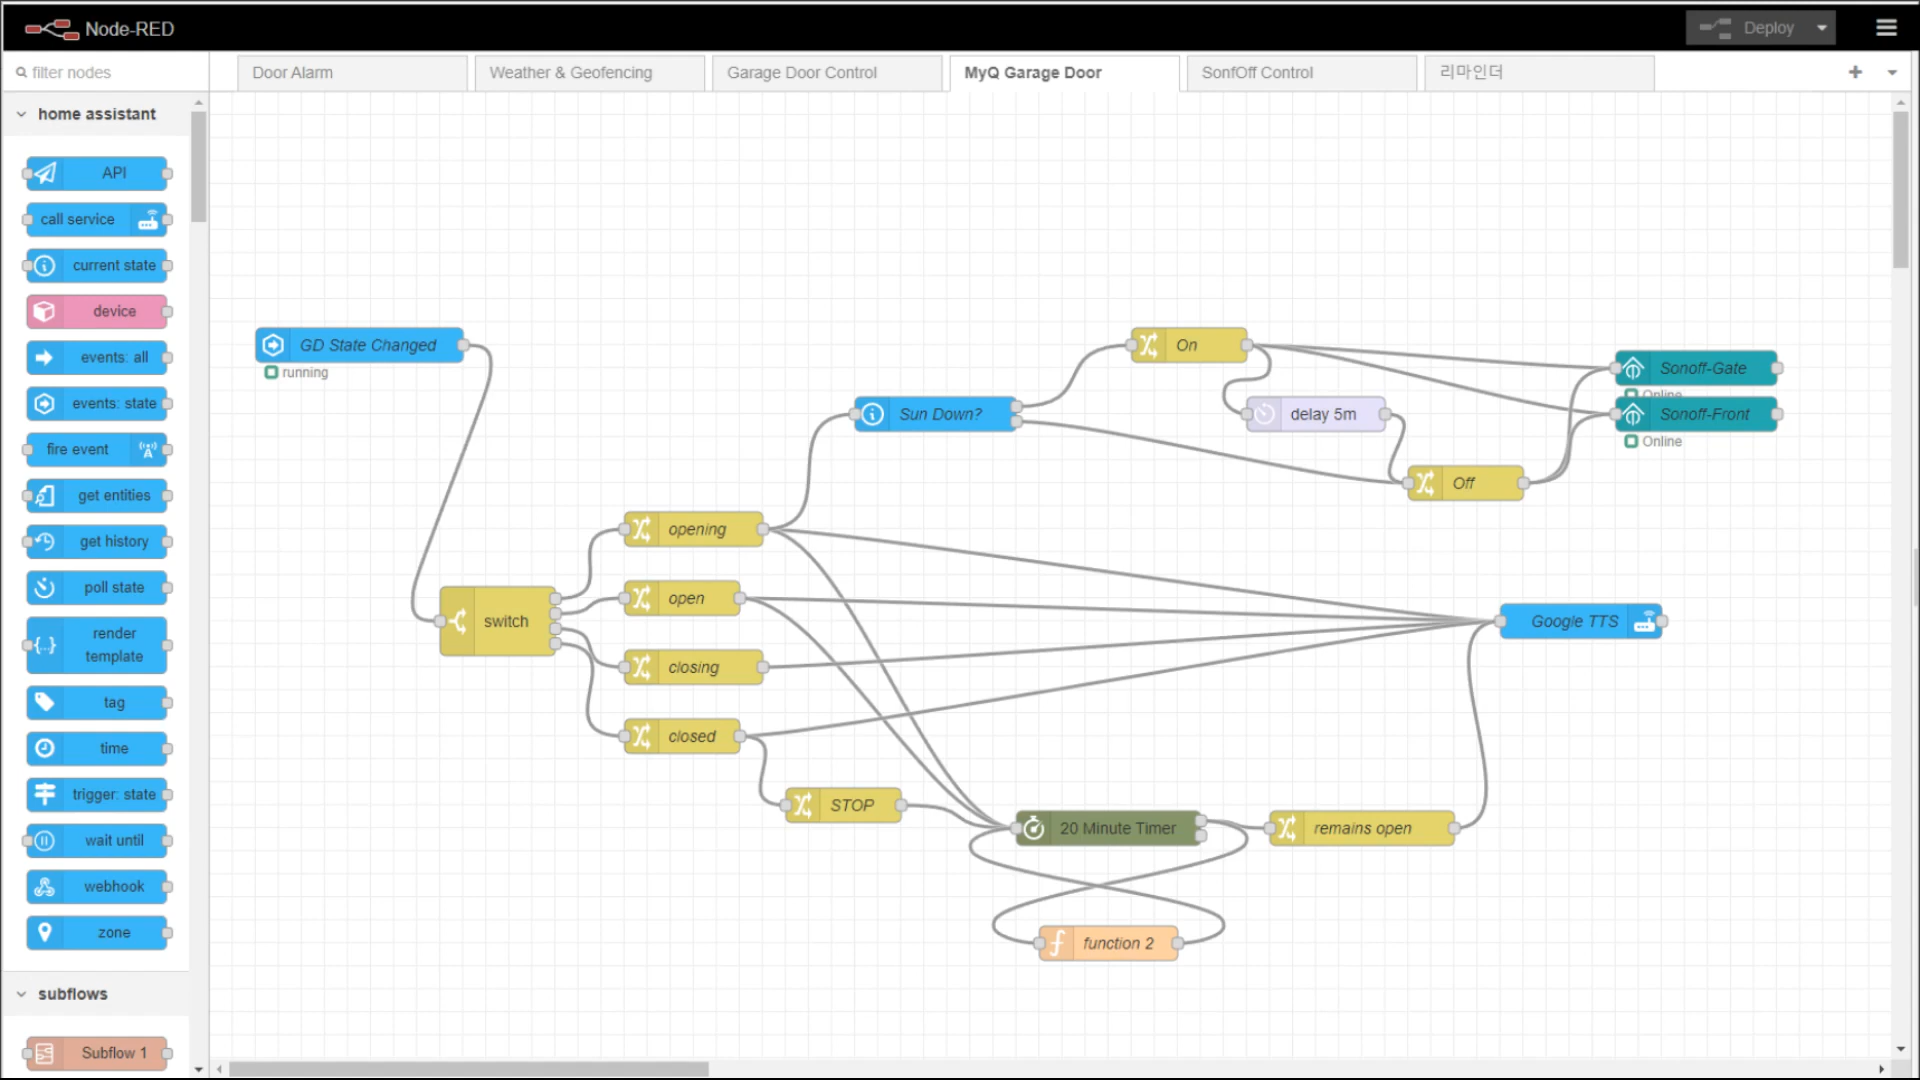 Node-RED
Deploy
filter nodes
Door Alarm
Weather & Geofencing
Garage Door Control
MyQ Garage Door
SonfOff Control
리마인더
home assistant
API
call service
current state
device
events: all
events: state
fire event
get entities
get history
poll state
render
template
tag
time
trigger: state
wait until
webhook
zone
subflows
Subflow 1
GD State Changed
running
On
Sonoff-Gate
Online
Sun Down?
delay 5m
Sonoff-Front
Online
Off
opening
open
switch
Google TTS
closing
closed
STOP
20 Minute Timer
remains open
function 2